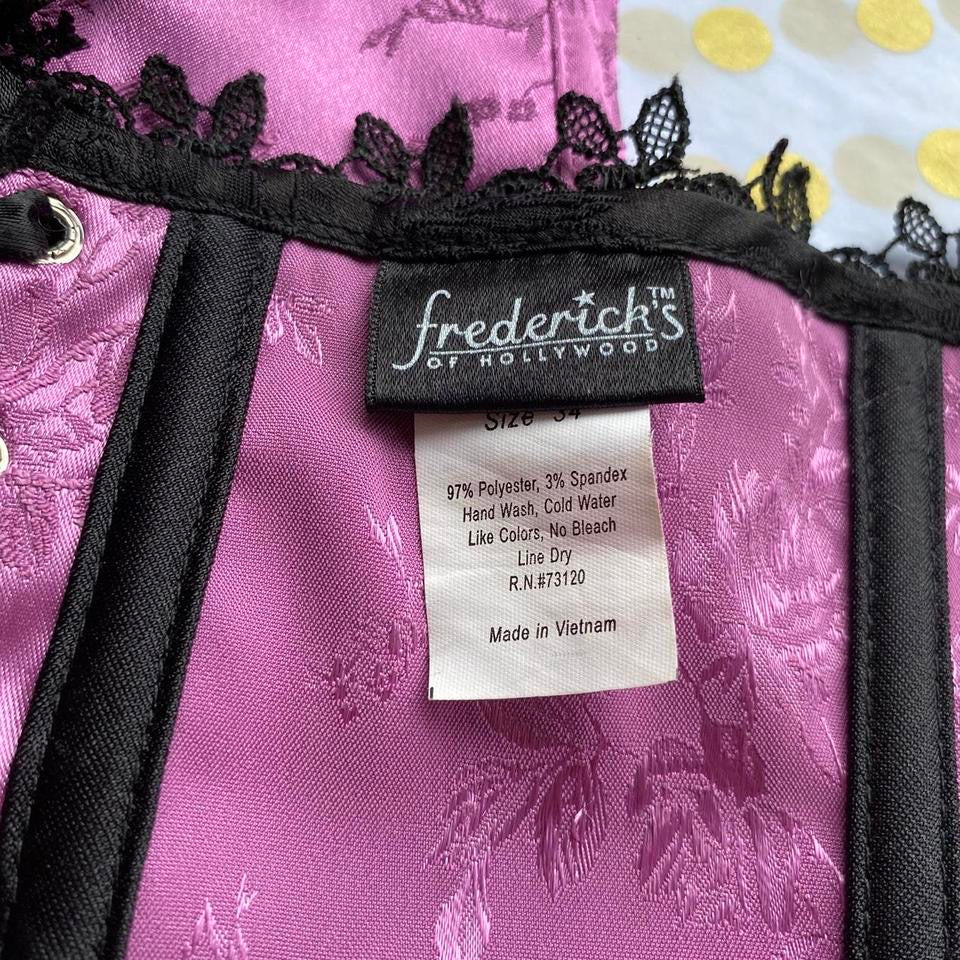 frederick's™
OF HOLLYWOOD
Size 34
97% Polyester, 3% Spandex
Hand Wash, Cold Water
Like Colors, No Bleach
Line Dry
R.N.#73120
Made in Vietnam